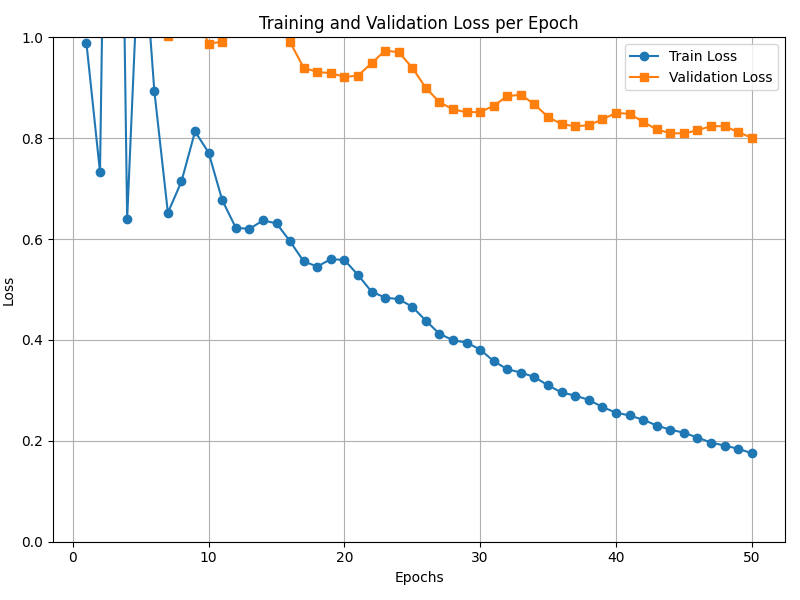 Training and Validation Loss per Epoch
Train Loss
Validation Loss
1.0
0.8
0.6
0.4
0.2
0.0
Loss
0 10 20 30 40 50
Epochs